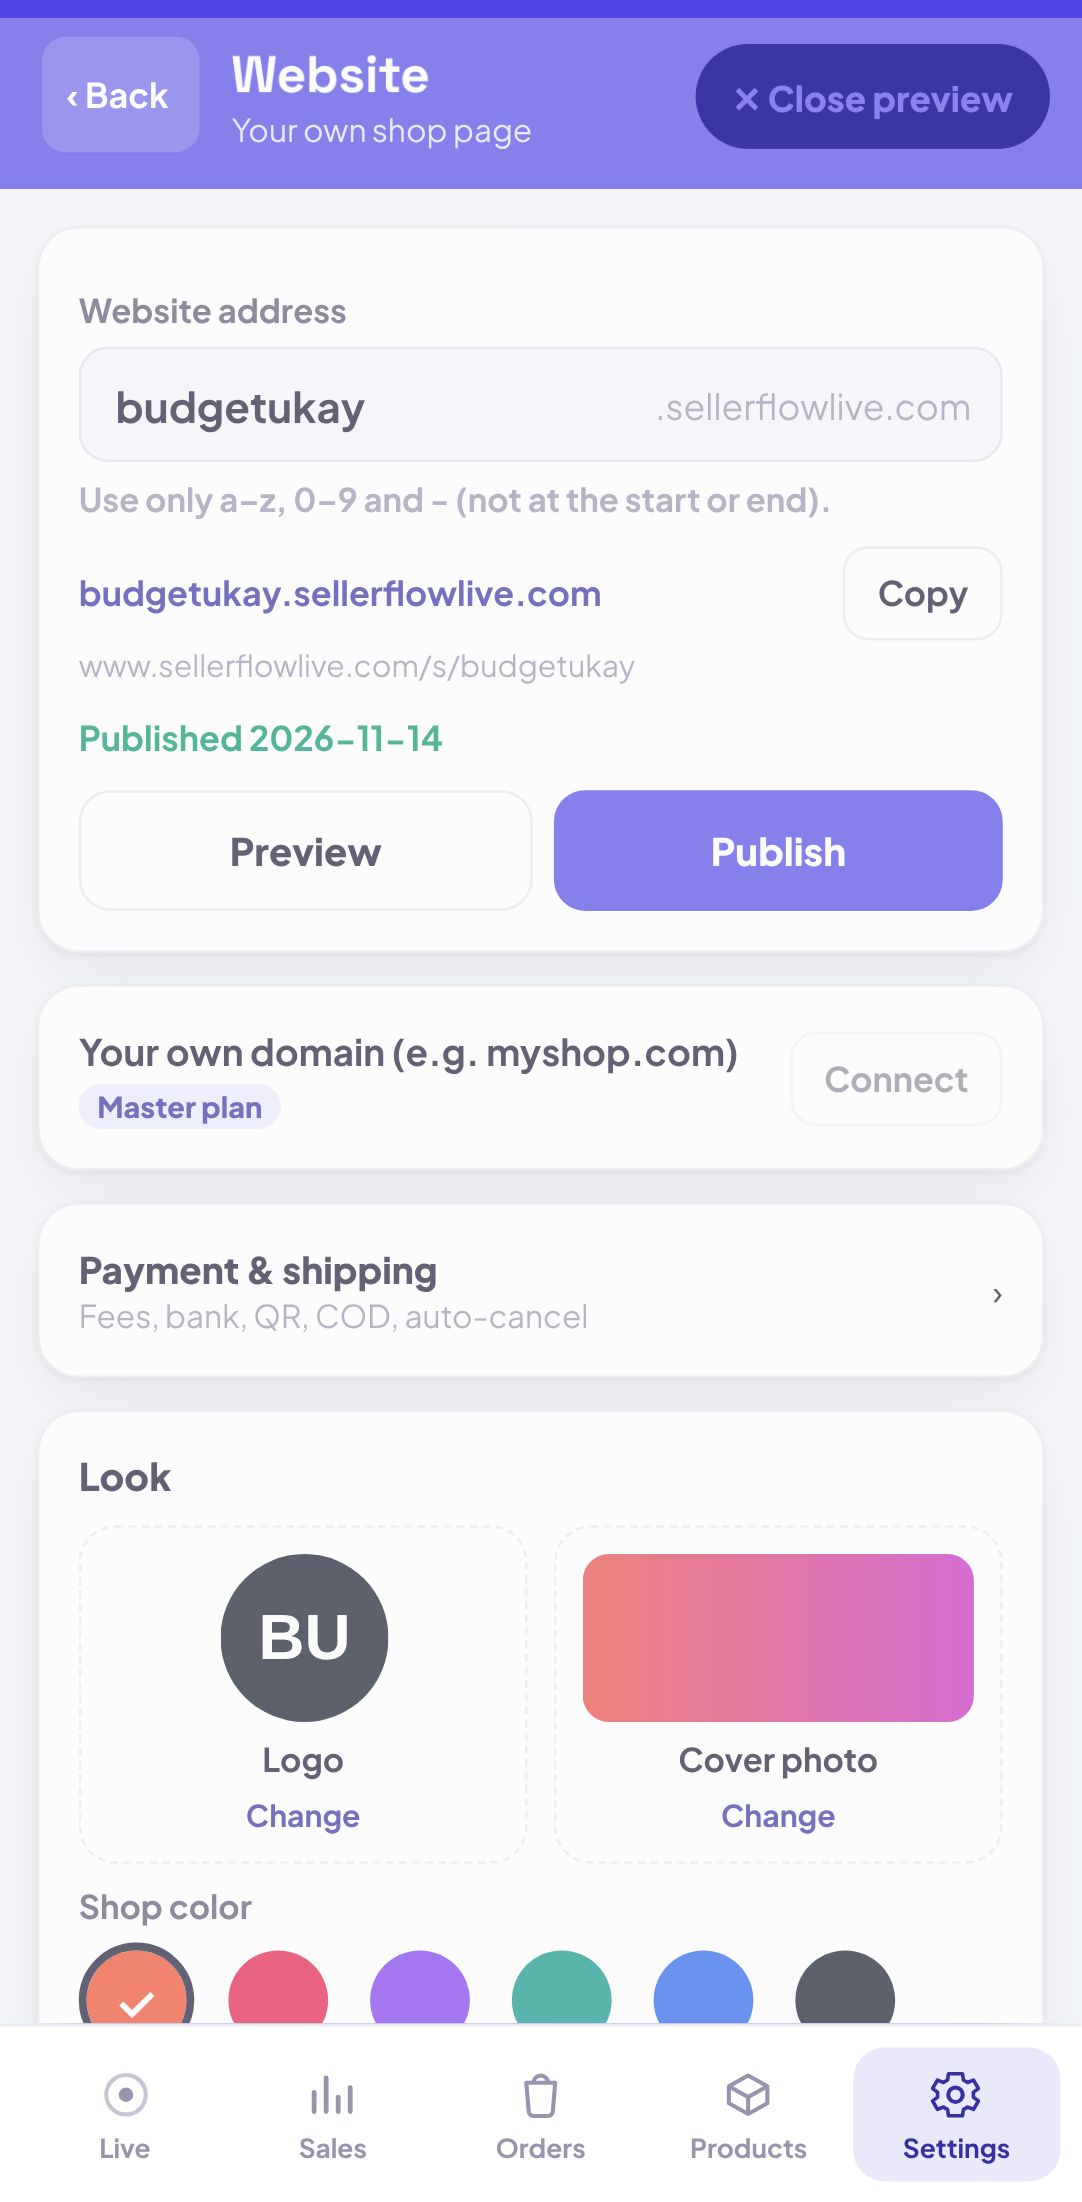 ‹ Back
Website
Your own shop page
✕ Close preview
Website address
budgetukay
.sellerflowlive.com
Use only a–z, 0–9 and - (not at the start or end).
budgetukay.sellerflowlive.com
Copy
www.sellerflowlive.com/s/budgetukay
Published 2026-11-14
Preview
Publish
Your own domain (e.g. myshop.com)
Master plan
Connect
Payment & shipping
Fees, bank, QR, COD, auto-cancel
›
Look
BU
Logo
Change
Cover photo
Change
Shop color
Live
Sales
Orders
Products
Settings